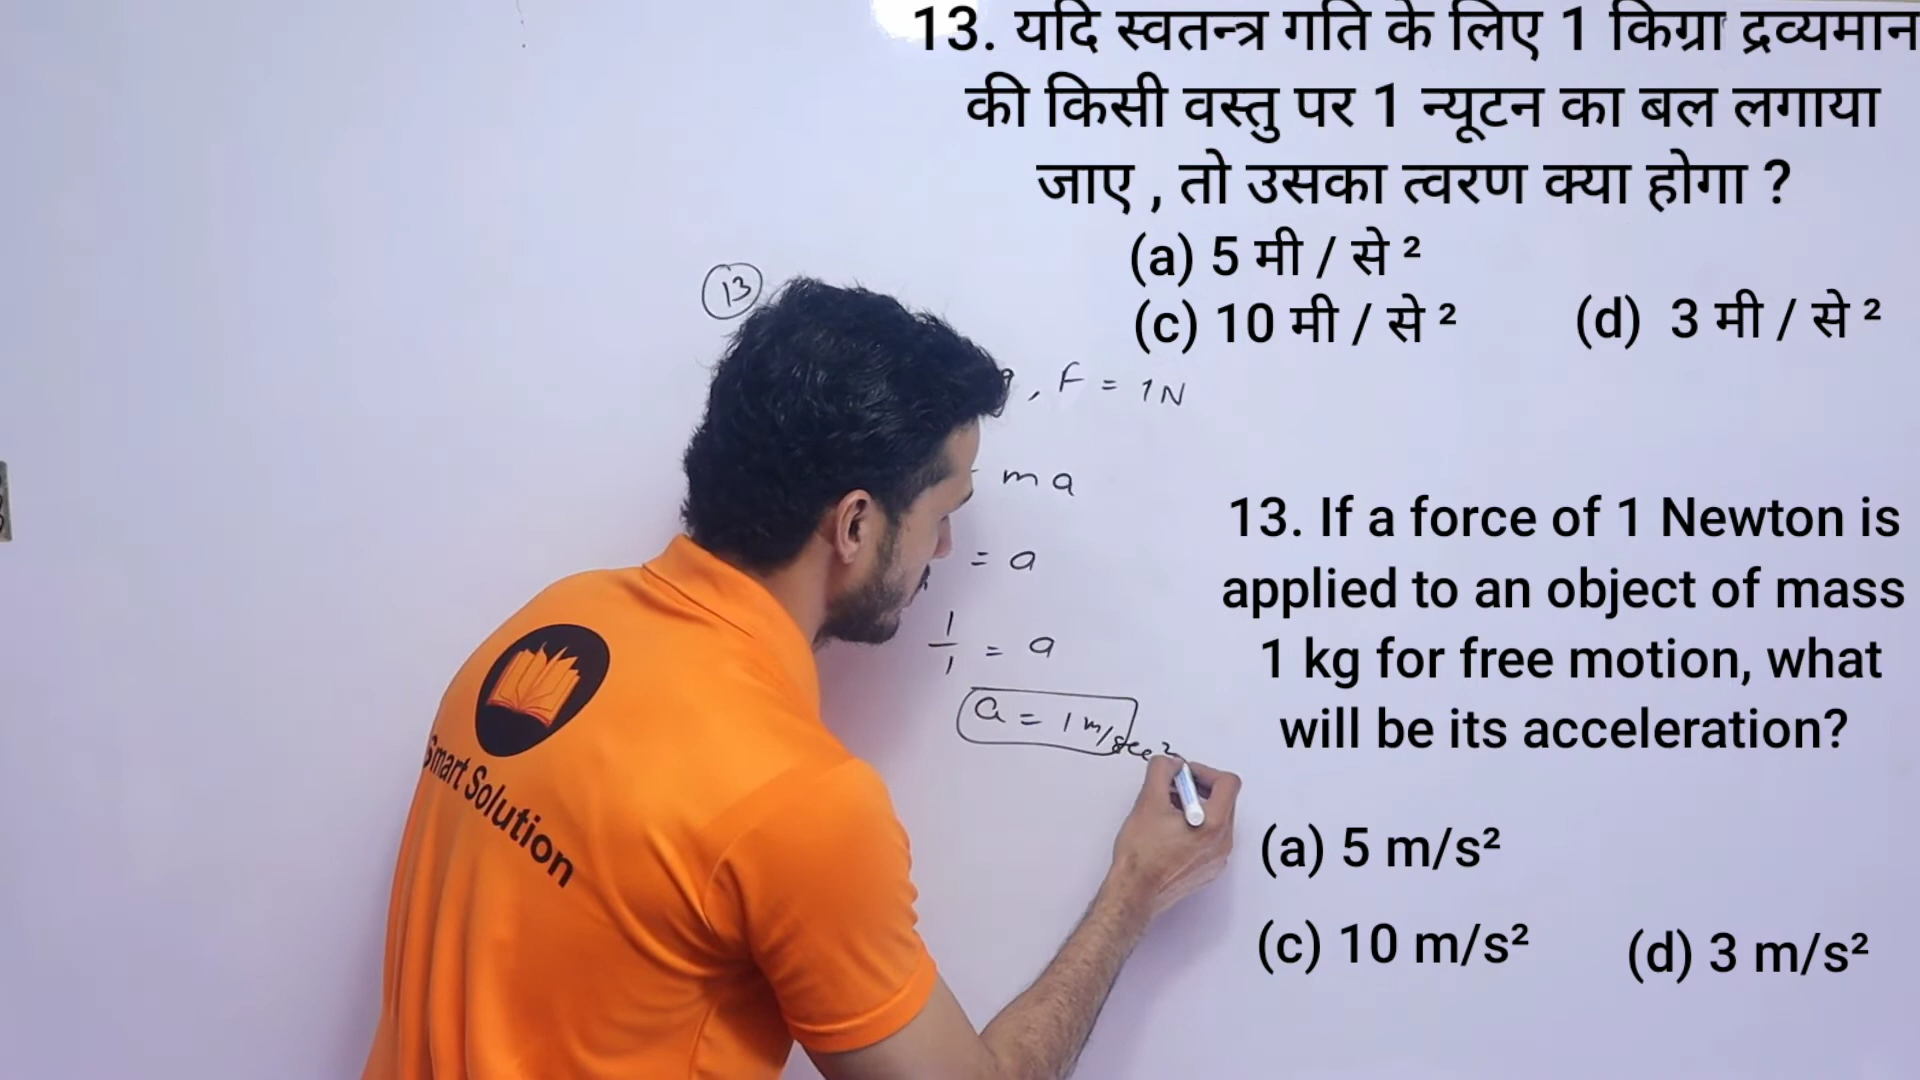 13. यदि स्वतन्त्र गति के लिए 1 किग्रा द्रव्यमान
की किसी वस्तु पर 1 न्यूटन का बल लगाया
जाए , तो उसका त्वरण क्या होगा ?
(a) 5 मी / से ²
(c) 10 मी / से ² (d) 3 मी / से ²
13
, F = 1N
ma
= a
1/1 = a
a = 1 m/sec²
13. If a force of 1 Newton is
applied to an object of mass
1 kg for free motion, what
will be its acceleration?
(a) 5 m/s²
(c) 10 m/s² (d) 3 m/s²
Smart Solution